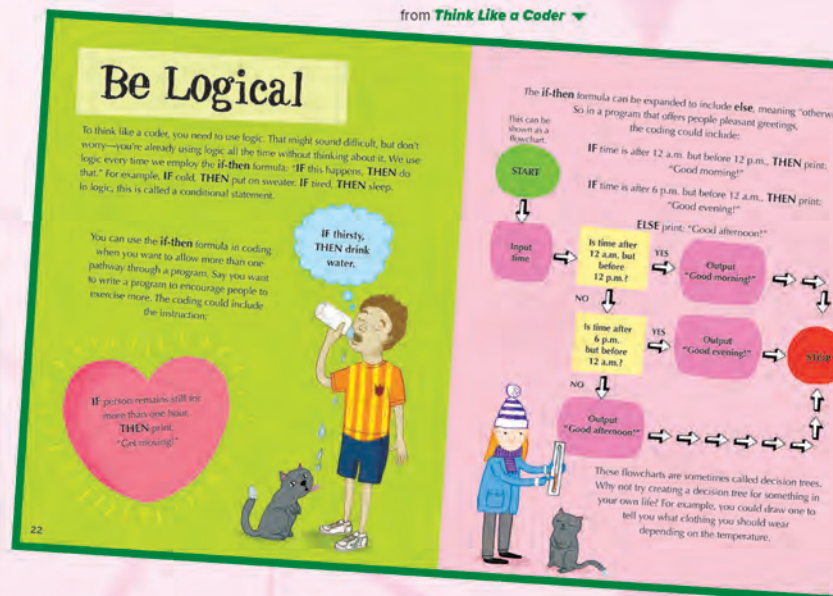 from Think Like a Coder
Be Logical
To think like a coder, you need to use logic. That might sound difficult, but don't
worry—you're already using logic all the time without thinking about it. We use
logic every time we employ the if-then formula: "IF this happens, THEN do
that." For example, IF cold, THEN put on sweater. IF tired, THEN sleep.
In logic, this is called a conditional statement.
You can use the if-then formula in coding
when you want to allow more than one
pathway through a program. Say you want
to write a program to encourage people to
exercise more. The coding could include
the instruction:
IF person remains still for
more than one hour,
THEN print
"Get moving!"
IF thirsty,
THEN drink
water.
22
The if-then formula can be expanded to include else, meaning "otherw
So in a program that offers people pleasant greetings,
the coding could include:
This can be
shown as a
flowchart.
IF time is after 12 a.m. but before 12 p.m., THEN print:
"Good morning!"
IF time is after 6 p.m. but before 12 a.m., THEN print:
"Good evening!"
ELSE print: "Good afternoon!"
START
Input
time
Is time after
12 a.m. but
before
12 p.m.?
YES
Output
"Good morning!"
NO
Is time after
6 p.m.
but before
12 a.m.?
YES
Output
"Good evening!"
STOP
NO
Output
"Good afternoon!"
These flowcharts are sometimes called decision trees.
Why not try creating a decision tree for something in
your own life? For example, you could draw one to
tell you what clothing you should wear
depending on the temperature.